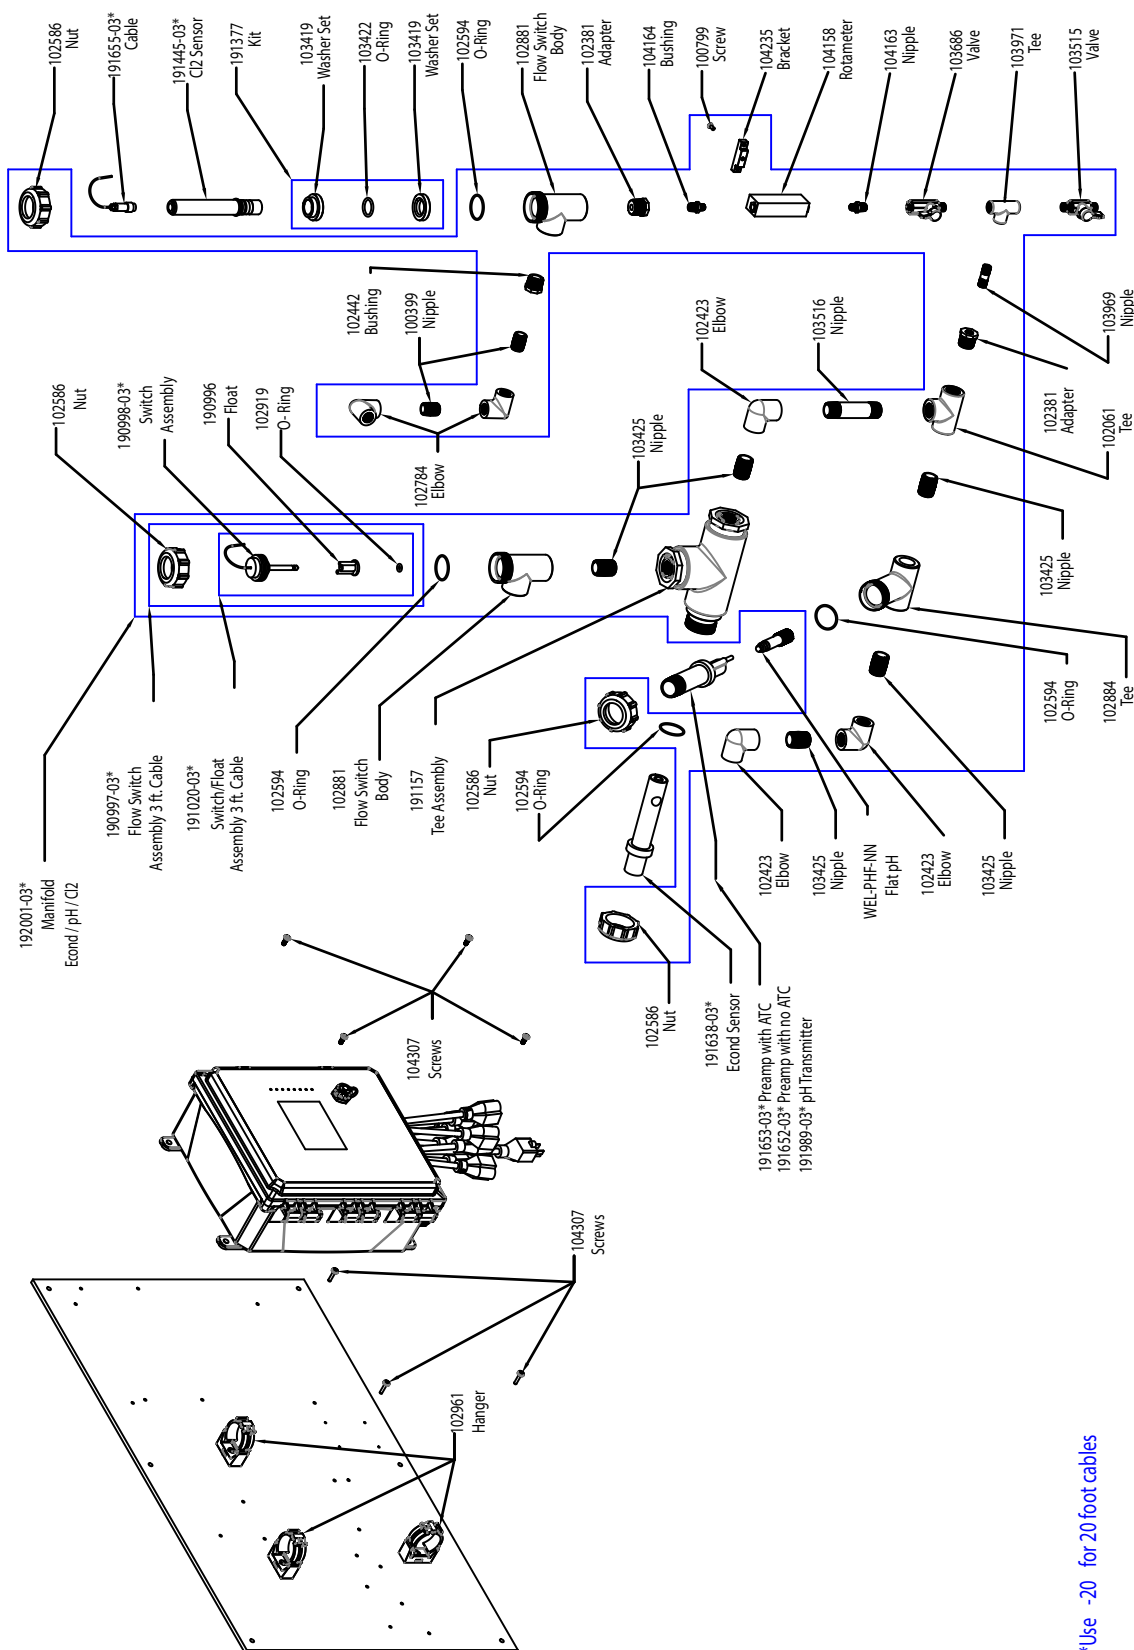 102586
Nut
191655-03*
Cable
191445-03*
Cl2 Sensor
191377
Kit
103419
Washer Set
103422
O-Ring
103419
Washer Set
102594
O-Ring
102881
Flow Switch
Body
102381
Adapter
104164
Bushing
100799
Screw
104235
Bracket
104158
Rotameter
104163
Nipple
103686
Valve
103971
Tee
103515
Valve
102442
Bushing
100399
Nipple
102784
Elbow
102423
Elbow
103516
Nipple
103969
Nipple
102381
Adapter
102061
Tee
102586
Nut
190998-03*
Switch
Assembly
190996
Float
102919
O- Ring
103425
Nipple
103425
Nipple
102594
O-Ring
102884
Tee
192001-03*
Manifold
Econd / pH / Cl2
190997-03*
Flow Switch
Assembly 3 ft. Cable
191020-03*
Switch/Float
Assembly 3 ft. Cable
102594
O-Ring
102881
Flow Switch
Body
191157
Tee Assembly
102586
Nut
102594
O-Ring
102423
Elbow
103425
Nipple
WEL-PHF-NN
Flat pH
102423
Elbow
103425
Nipple
102586
Nut
191638-03*
Econd Sensor
191653-03* Preamp with ATC
191652-03* Preamp with no ATC
191989-03* pH Transmitter
104307
Screws
104307
Screws
102961
Hanger
*Use -20 for 20 foot cables